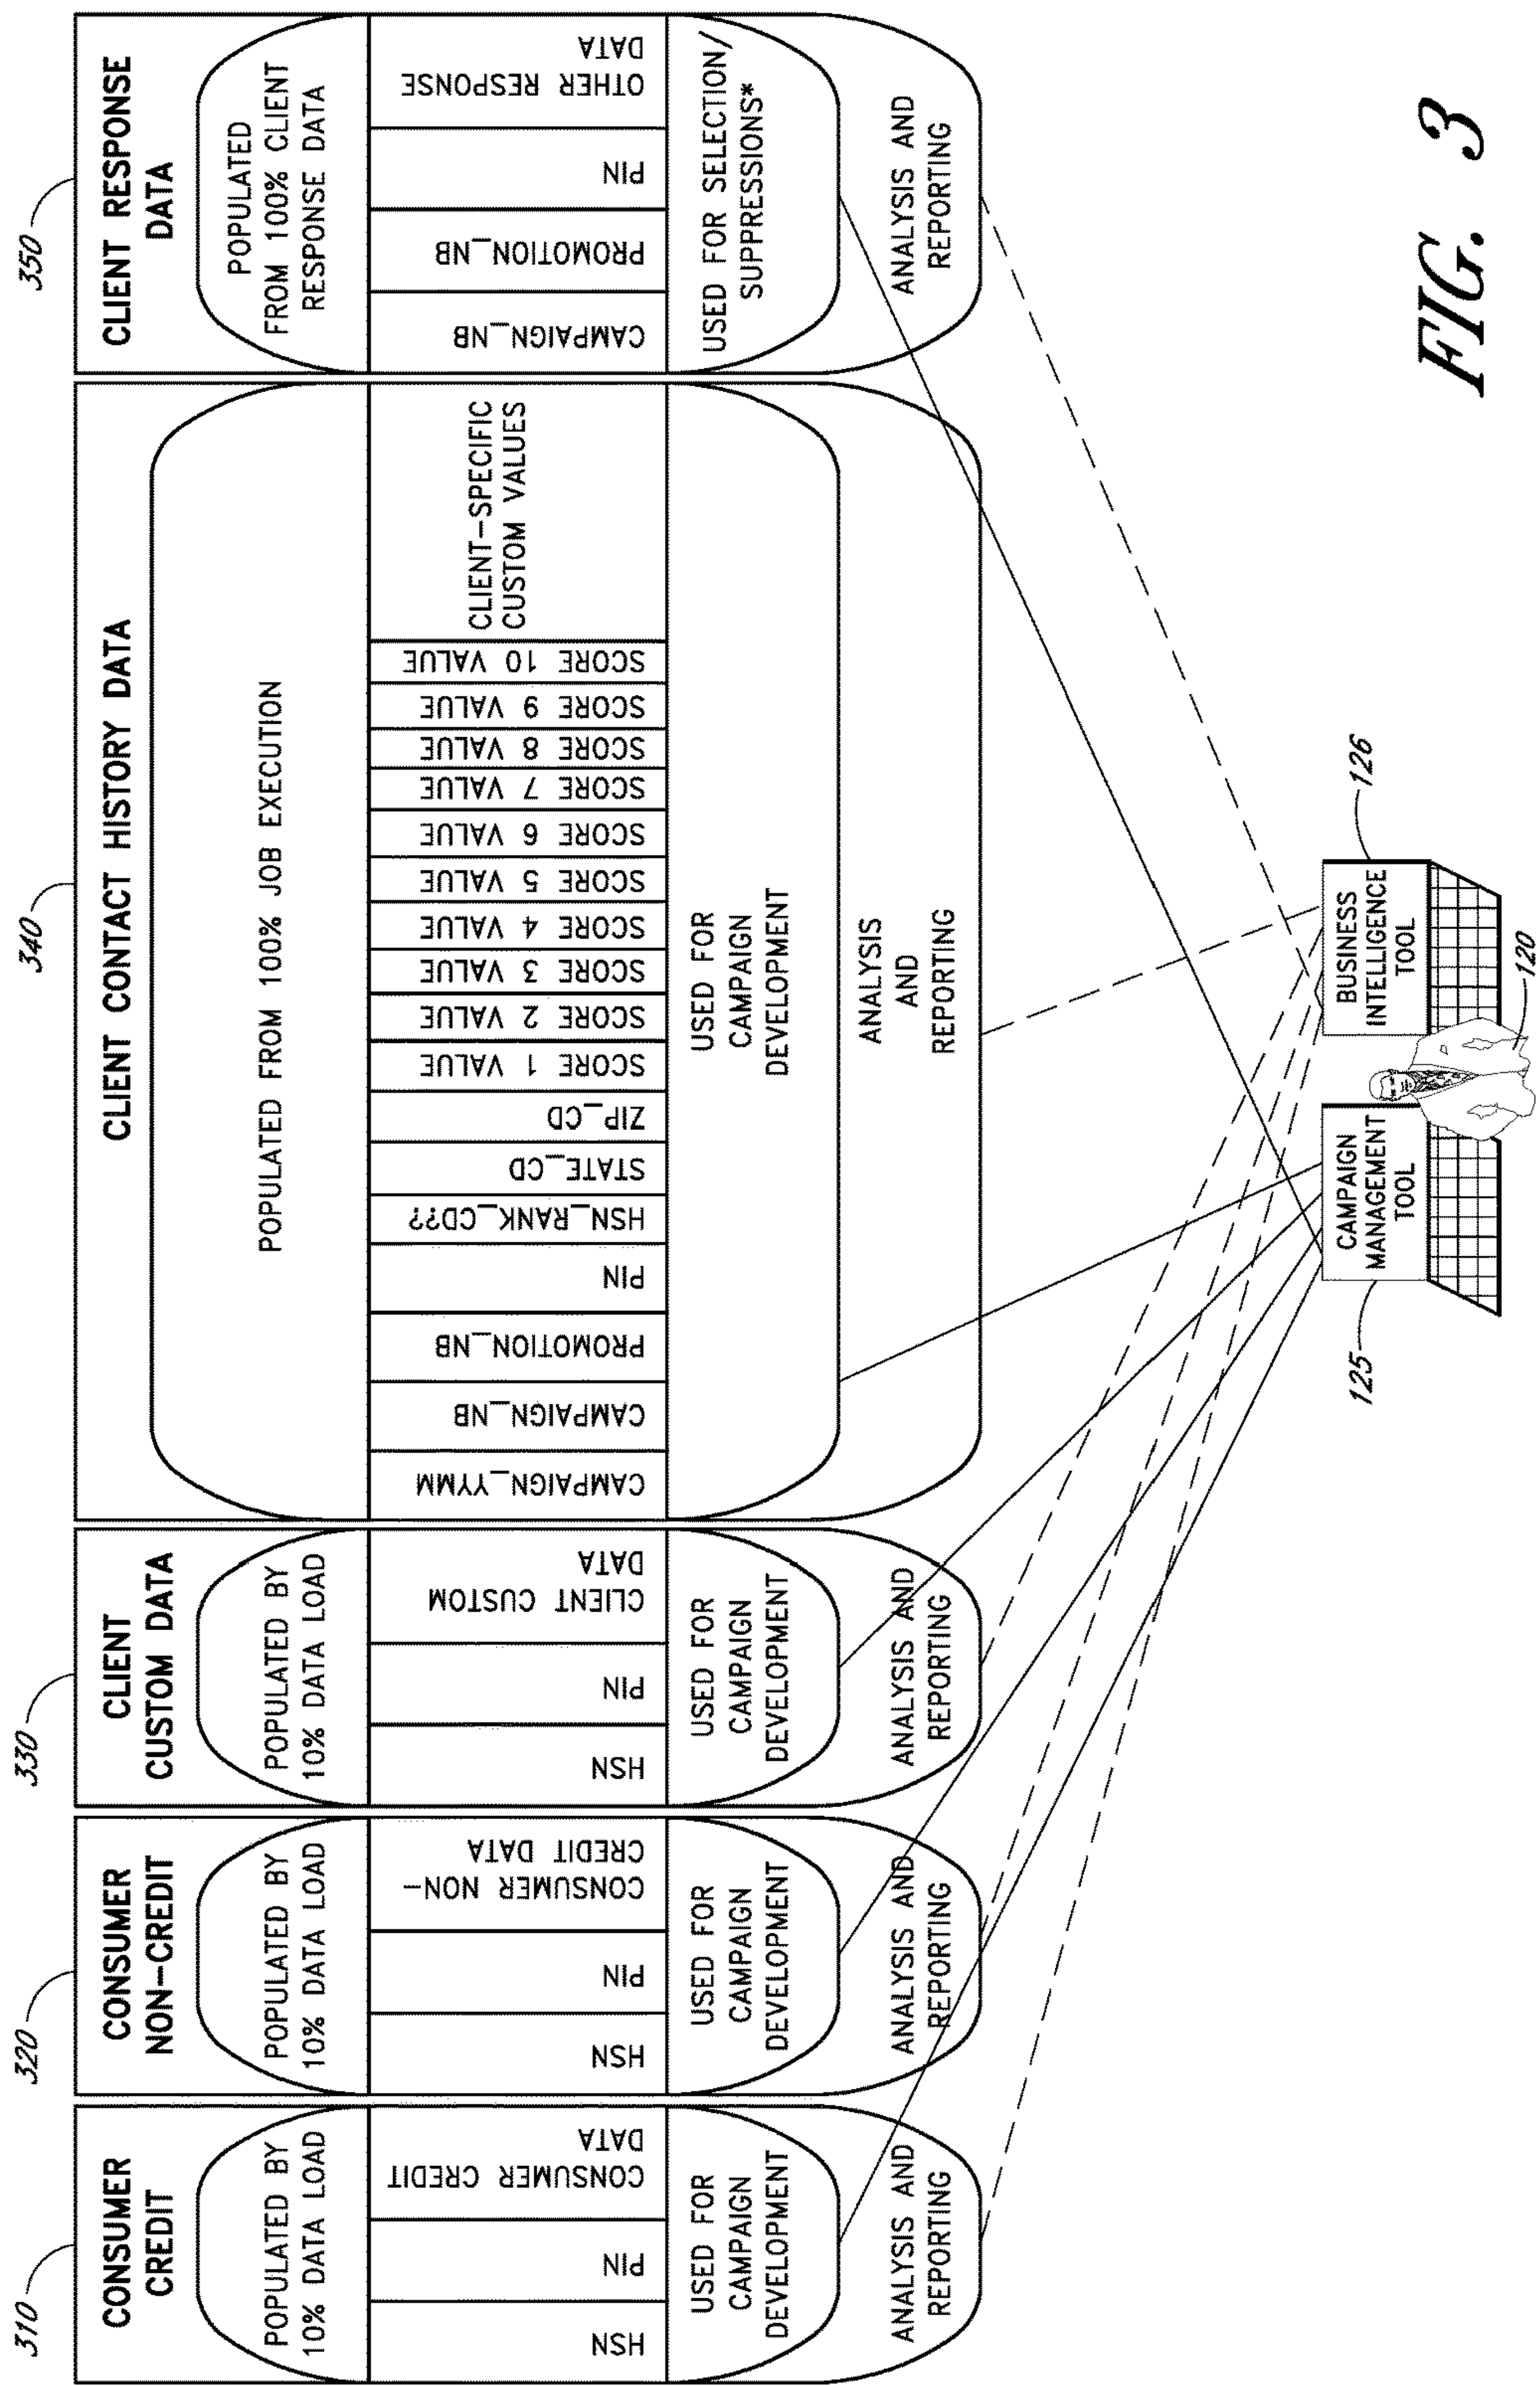 310
CONSUMER
CREDIT
POPULATED BY
10% DATA LOAD
HSN
PIN
CONSUMER CREDIT
DATA
USED FOR
CAMPAIGN
DEVELOPMENT
ANALYSIS AND
REPORTING
320
CONSUMER
NON-CREDIT
POPULATED BY
10% DATA LOAD
HSN
PIN
CONSUMER NON-
CREDIT DATA
USED FOR
CAMPAIGN
DEVELOPMENT
ANALYSIS AND
REPORTING
330
CLIENT
CUSTOM DATA
POPULATED BY
10% DATA LOAD
HSN
PIN
CLIENT CUSTOM
DATA
USED FOR
CAMPAIGN
DEVELOPMENT
ANALYSIS AND
REPORTING
340
CLIENT CONTACT HISTORY DATA
POPULATED FROM 100% JOB EXECUTION
CAMPAIGN_YYMM
CAMPAIGN_NB
PROMOTION_NB
PIN
HSN_RANK_CD??
STATE_CD
ZIP_CD
SCORE 1 VALUE
SCORE 2 VALUE
SCORE 3 VALUE
SCORE 4 VALUE
SCORE 5 VALUE
SCORE 6 VALUE
SCORE 7 VALUE
SCORE 8 VALUE
SCORE 9 VALUE
SCORE 10 VALUE
CLIENT-SPECIFIC
CUSTOM VALUES
USED FOR
CAMPAIGN
DEVELOPMENT
ANALYSIS
AND
REPORTING
350
CLIENT RESPONSE
DATA
POPULATED
FROM 100% CLIENT
RESPONSE DATA
CAMPAIGN_NB
PROMOTION_NB
PIN
OTHER RESPONSE
DATA
USED FOR SELECTION/
SUPPRESSIONS*
ANALYSIS AND
REPORTING
125
CAMPAIGN
MANAGEMENT
TOOL
BUSINESS
INTELLIGENCE
TOOL
126
120
FIG. 3